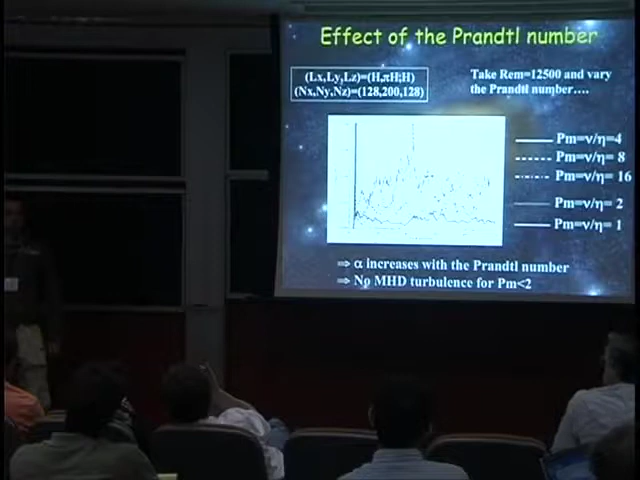 Effect of the Prandtl number
(Lx,Ly,Lz)=(H,πH,H)
(Nx,Ny,Nz)=(128,200,128)
Take Rem=12500 and vary
the Prandtl number....
Pm=ν/η=4
Pm=ν/η= 8
Pm=ν/η= 16
Pm=ν/η= 2
Pm=ν/η= 1
⇒ α increases with the Prandtl number
⇒ No MHD turbulence for Pm<2